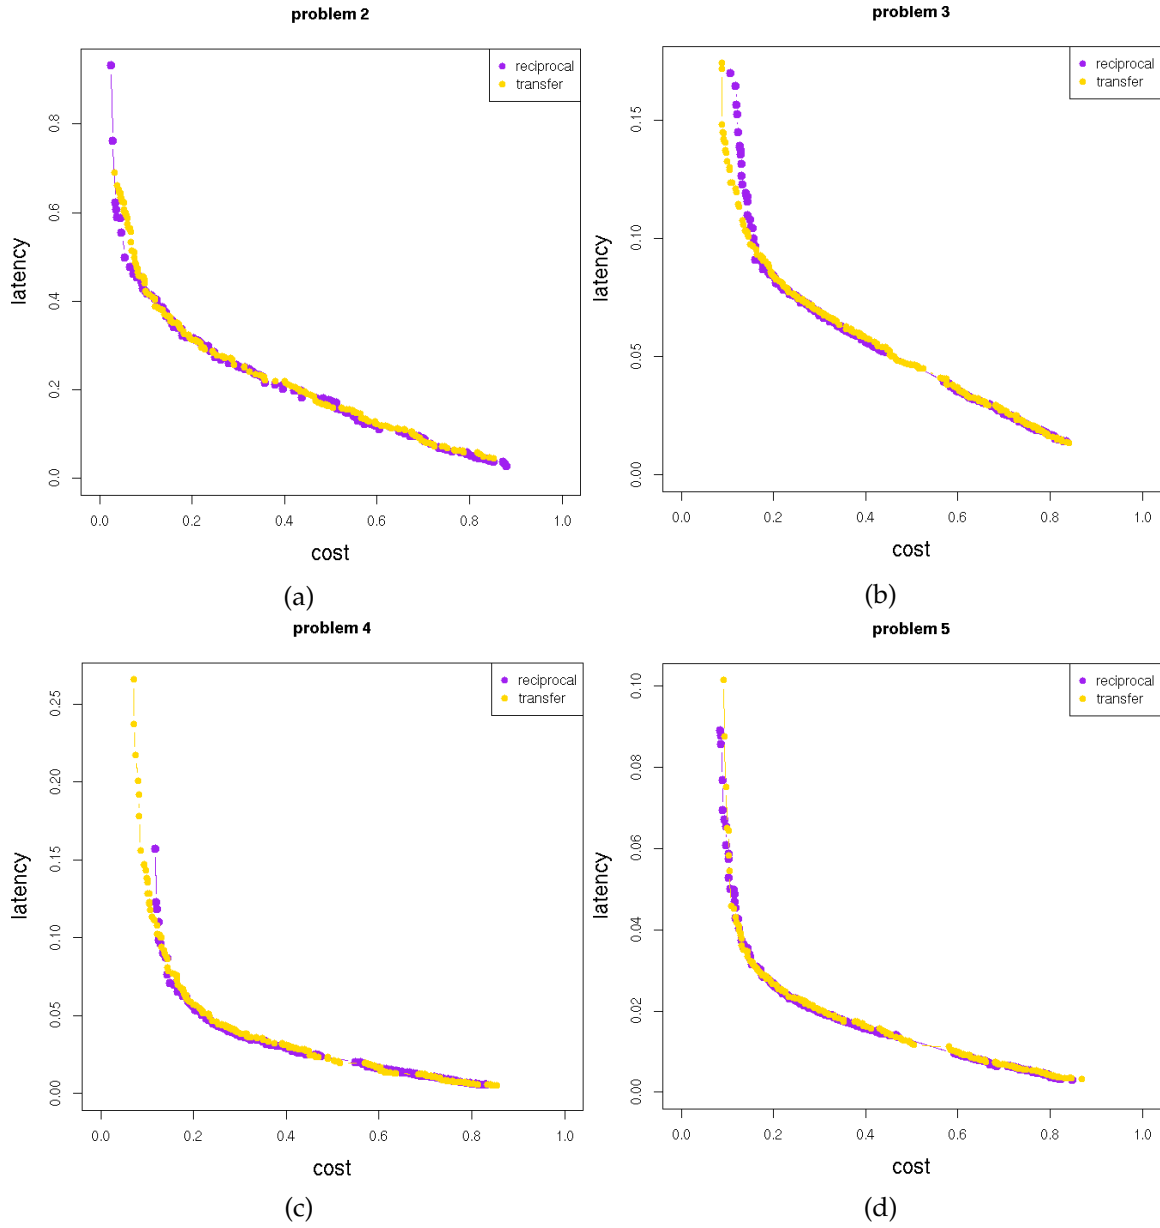 problem 2
reciprocal
transfer
latency
0.8
0.6
0.4
0.2
0.0
0.0 0.2 0.4 0.6 0.8 1.0
cost
(a)
problem 3
reciprocal
transfer
latency
0.15
0.10
0.05
0.00
0.0 0.2 0.4 0.6 0.8 1.0
cost
(b)
problem 4
reciprocal
transfer
latency
0.25
0.20
0.15
0.10
0.05
0.00
0.0 0.2 0.4 0.6 0.8 1.0
cost
(c)
problem 5
reciprocal
transfer
latency
0.10
0.08
0.06
0.04
0.02
0.00
0.0 0.2 0.4 0.6 0.8 1.0
cost
(d)